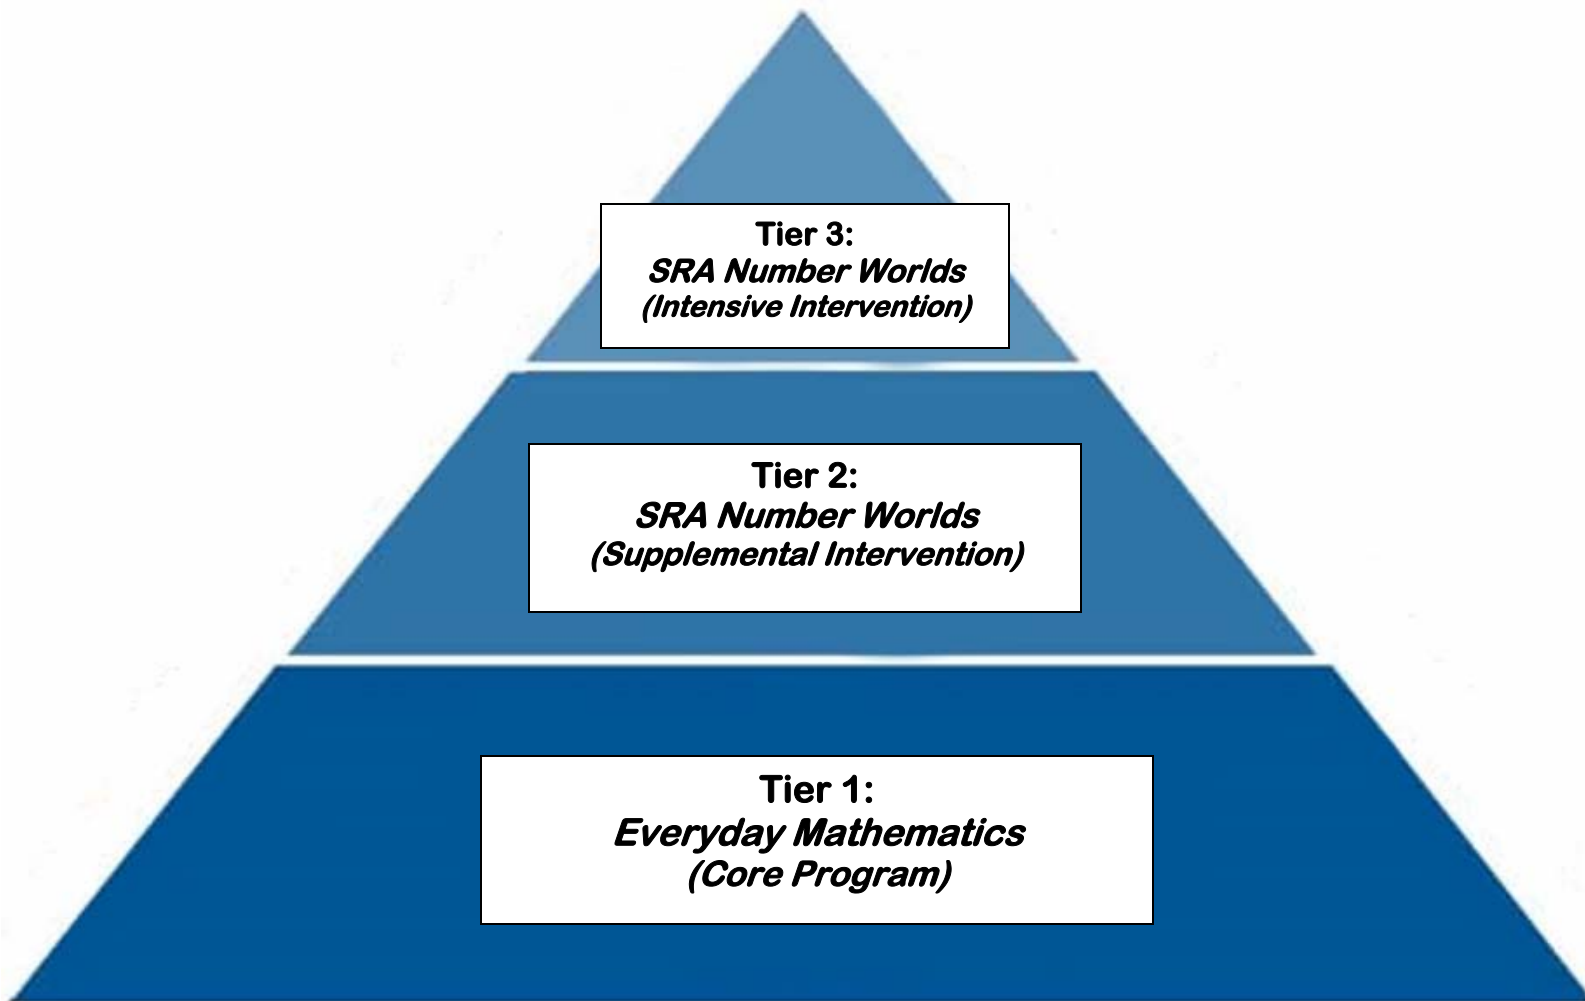 Tier 3:
SRA Number Worlds
(Intensive Intervention)
Tier 2:
SRA Number Worlds
(Supplemental Intervention)
Tier 1:
Everyday Mathematics
(Core Program)